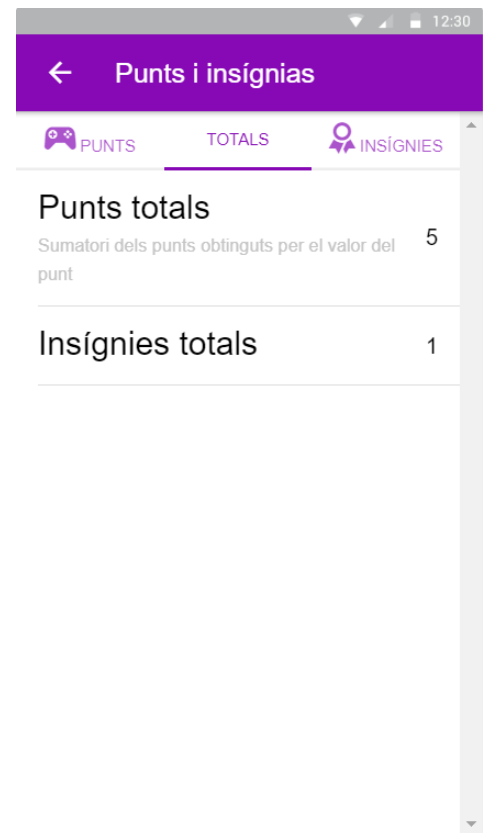 12:30
Punts i insígnias
PUNTS TOTALS INSÍGNIES
Punts totals
Sumatori dels punts obtinguts per el valor del
punt
5
Insígnies totals
1